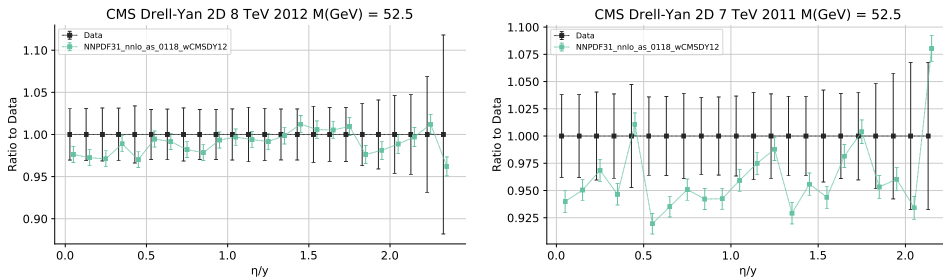 CMS Drell-Yan 2D 8 TeV 2012 M(GeV) = 52.5
Data
NNPDF31_nnlo_as_0118_wCMSDY12
Ratio to Data
1.10
1.05
1.00
0.95
0.90
0.0 0.5 1.0 1.5 2.0
η/y
CMS Drell-Yan 2D 7 TeV 2011 M(GeV) = 52.5
Data
NNPDF31_nnlo_as_0118_wCMSDY12
Ratio to Data
1.100
1.075
1.050
1.025
1.000
0.975
0.950
0.925
0.0 0.5 1.0 1.5 2.0
η/y